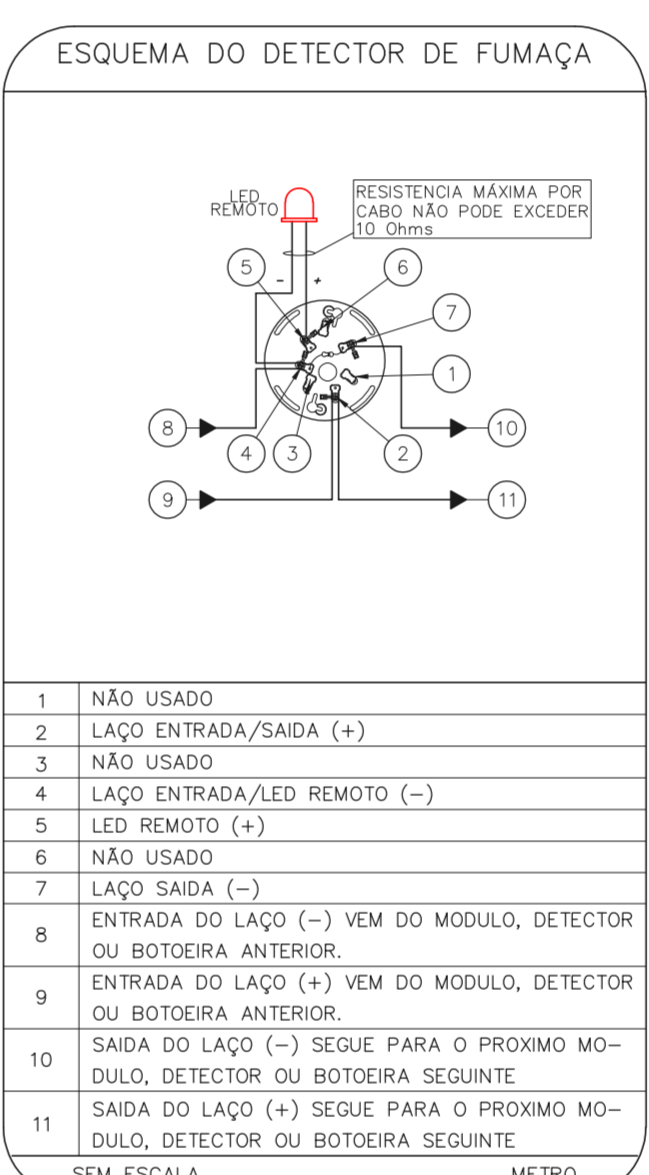 ESQUEMA DO DETECTOR DE FUMAÇA
LED
REMOTO
RESISTENCIA MÁXIMA POR
CABO NÃO PODE EXCEDER
10 Ohms
5
6
- +
7
1
8
4
3
2
10
9
11
1 NÃO USADO
2 LAÇO ENTRADA/SAIDA (+)
3 NÃO USADO
4 LAÇO ENTRADA/LED REMOTO (-)
5 LED REMOTO (+)
6 NÃO USADO
7 LAÇO SAIDA (-)
8 ENTRADA DO LAÇO (-) VEM DO MODULO, DETECTOR
OU BOTOEIRA ANTERIOR.
9 ENTRADA DO LAÇO (+) VEM DO MODULO, DETECTOR
OU BOTOEIRA ANTERIOR.
10 SAIDA DO LAÇO (-) SEGUE PARA O PROXIMO MO-
DULO, DETECTOR OU BOTOEIRA SEGUINTE
11 SAIDA DO LAÇO (+) SEGUE PARA O PROXIMO MO-
DULO, DETECTOR OU BOTOEIRA SEGUINTE
SEM ESCALA METRO